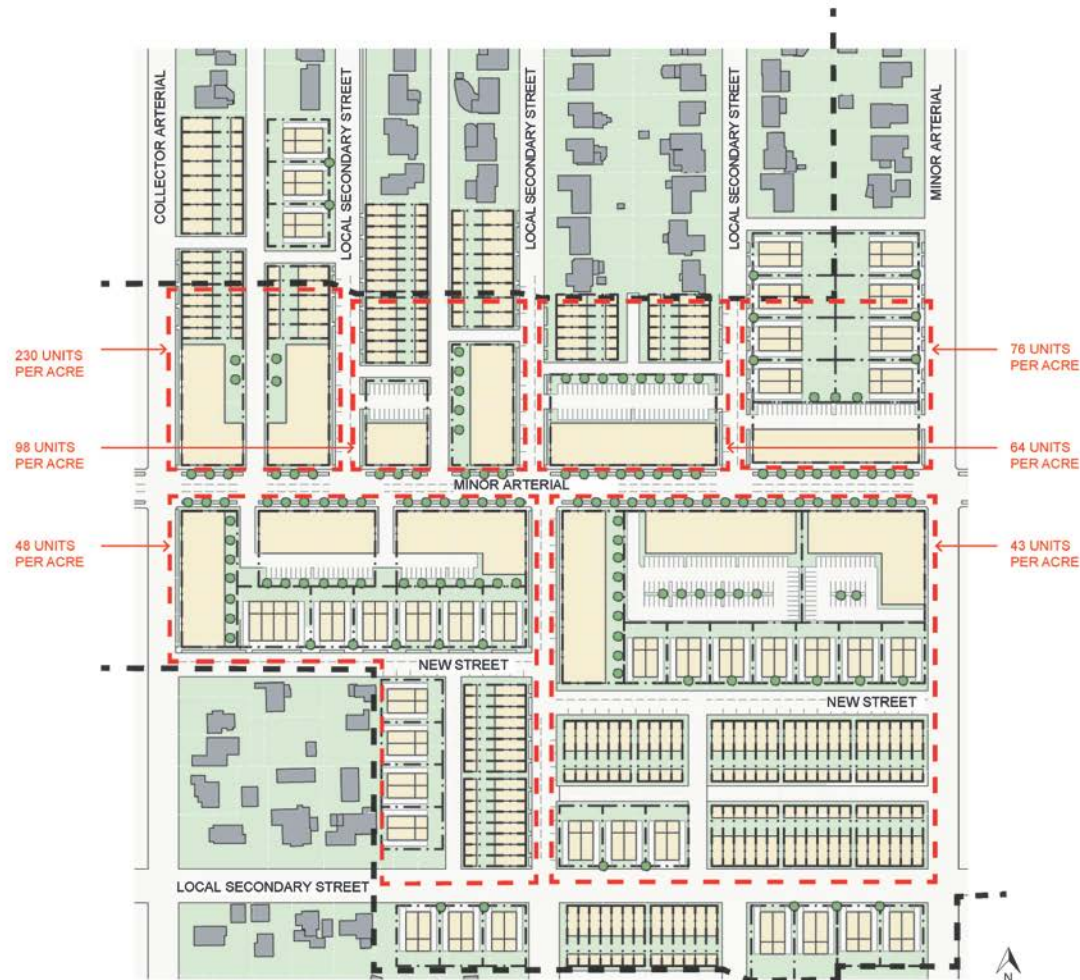 COLLECTOR ARTERIAL
LOCAL SECONDARY STREET
LOCAL SECONDARY STREET
LOCAL SECONDARY STREET
MINOR ARTERIAL
230 UNITS
PER ACRE
76 UNITS
PER ACRE
98 UNITS
PER ACRE
64 UNITS
PER ACRE
MINOR ARTERIAL
48 UNITS
PER ACRE
43 UNITS
PER ACRE
NEW STREET
NEW STREET
LOCAL SECONDARY STREET
N